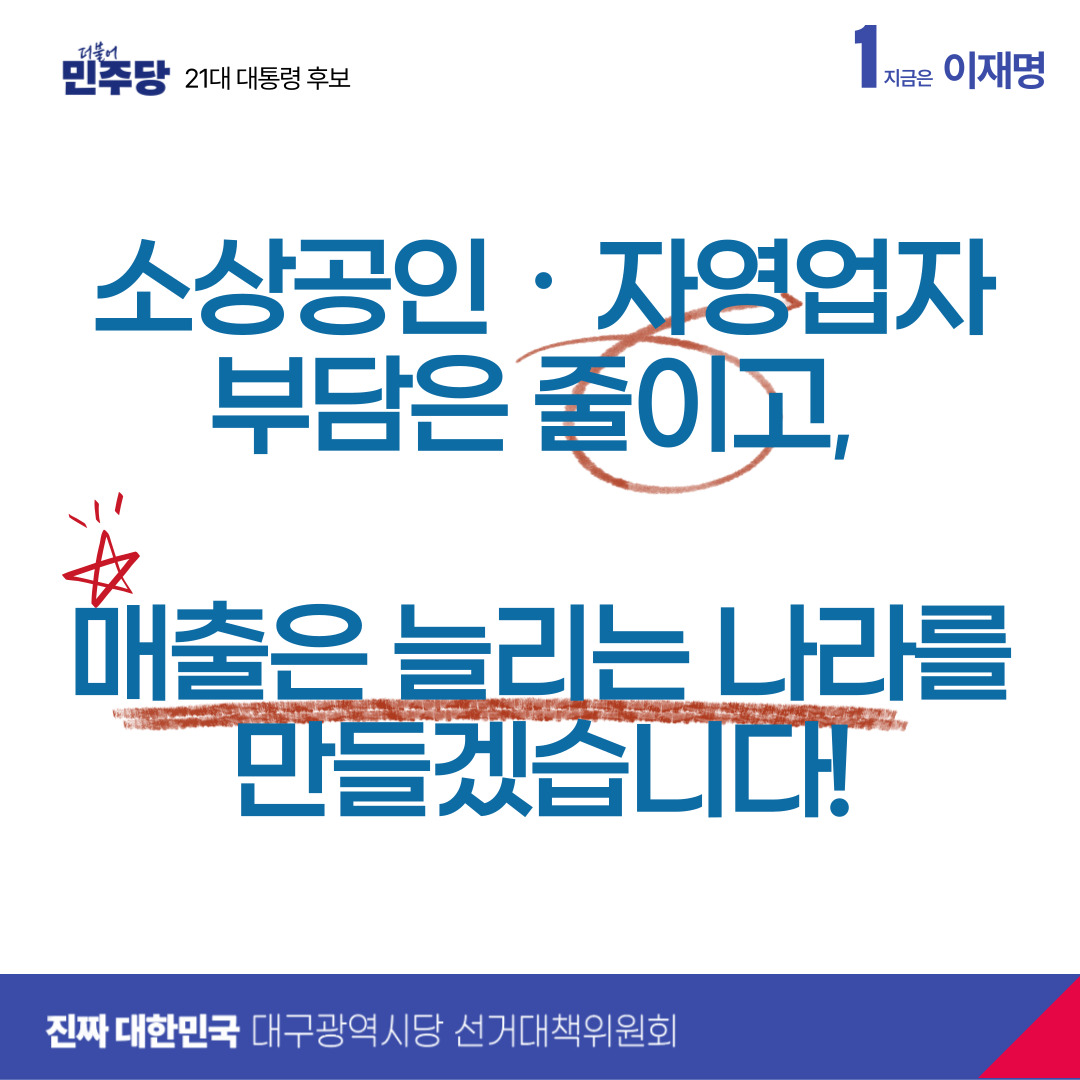 더불어
민주당 21대 대통령 후보
1 지금은 이재명
소상공인 · 자영업자
부담은 줄이고,
매출은 늘리는 나라를
만들겠습니다!
진짜 대한민국 대구광역시당 선거대책위원회